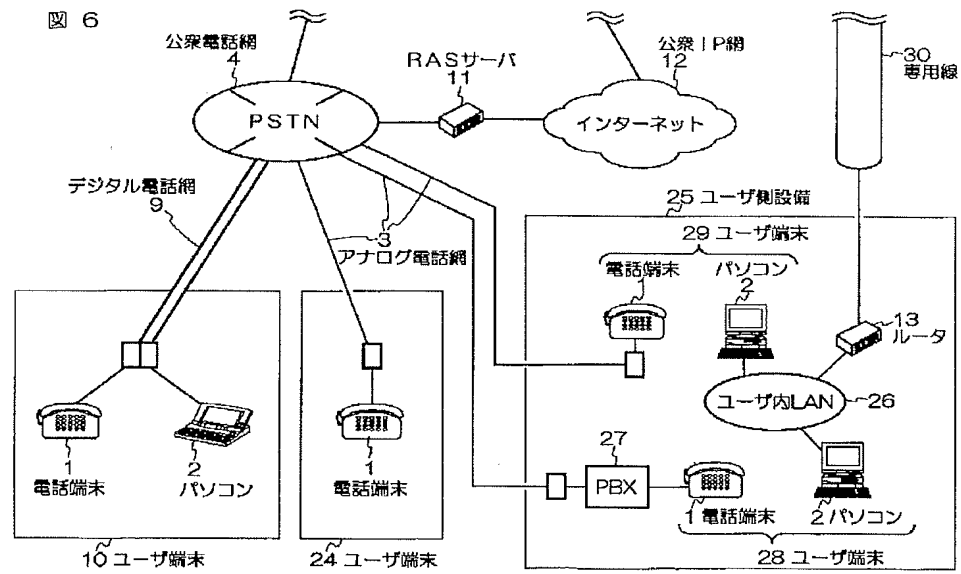 図 6
公衆電話網
4
PSTN
RASサーバ
11
公衆IP網
12
インターネット
30
専用線
デジタル電話網
9
3
アナログ電話網
25 ユーザ側設備
29 ユーザ端末
電話端末
1
パソコン
2
13
ルータ
ユーザ内LAN
26
27
PBX
1 電話端末
2 パソコン
28 ユーザ端末
1
電話端末
2
パソコン
10 ユーザ端末
1
電話端末
24 ユーザ端末